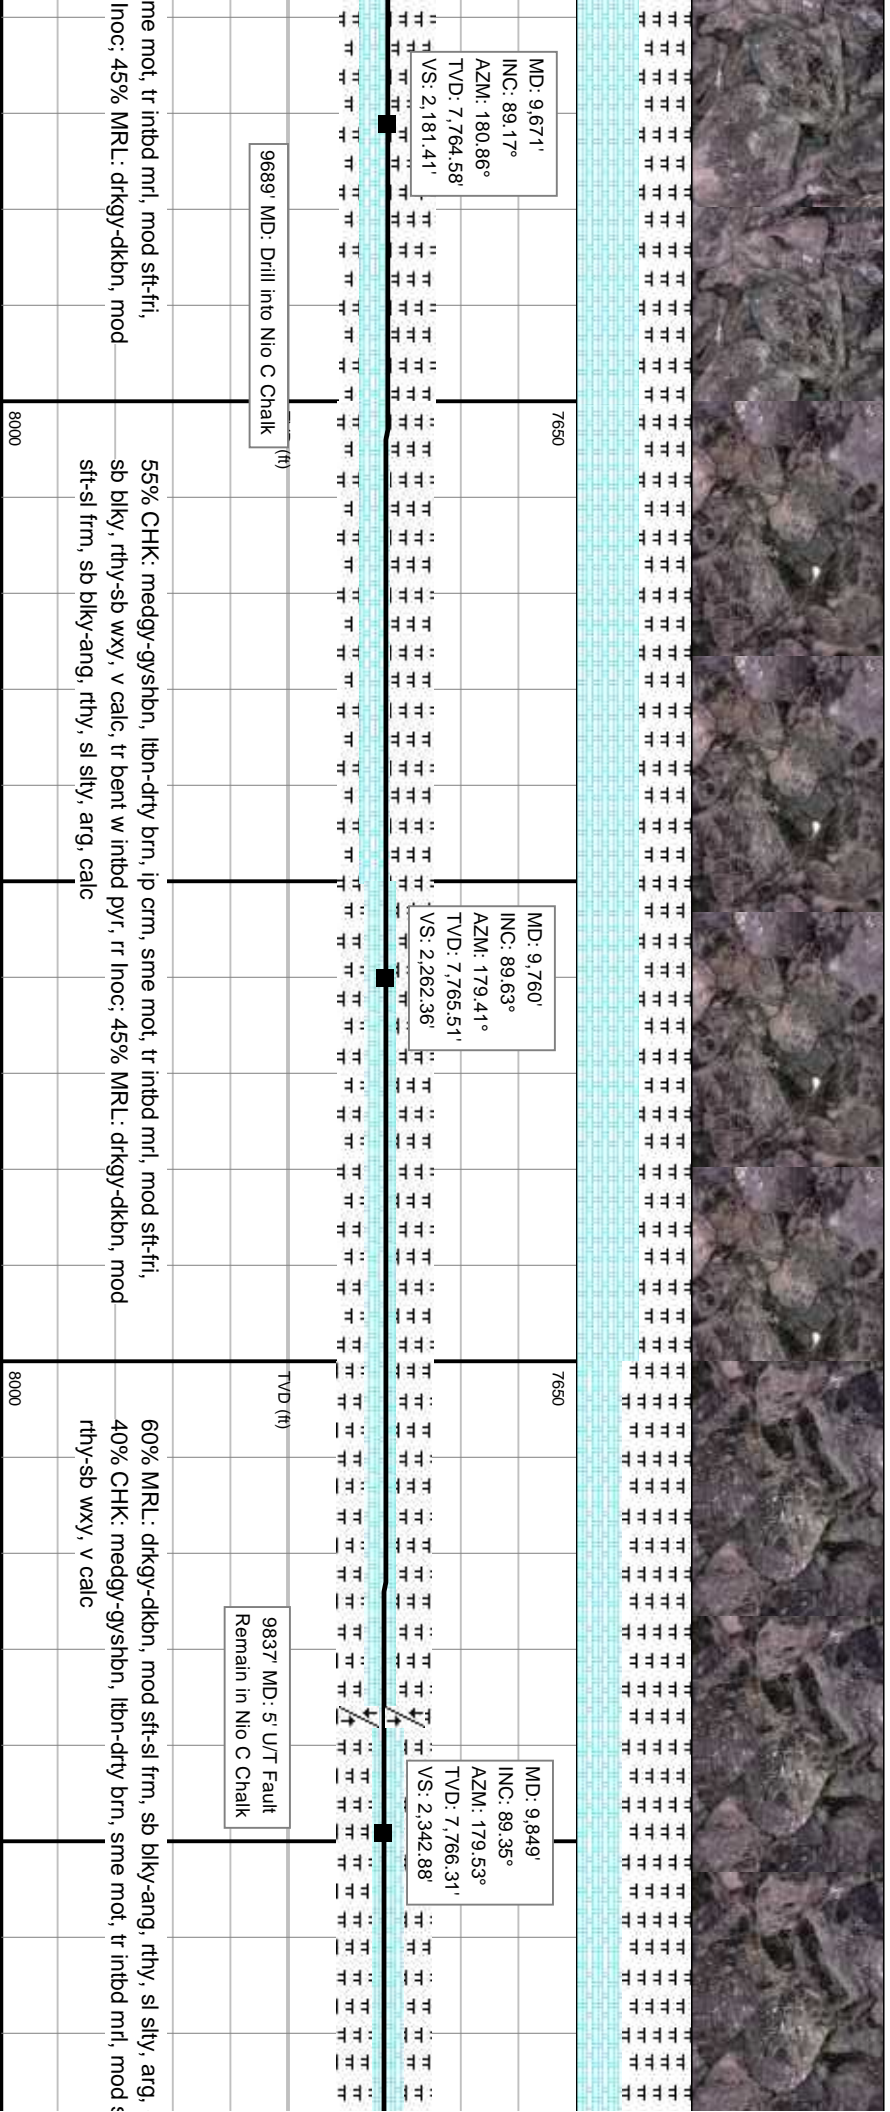 MD: 9,671'
INC: 89.17°
AZM: 180.86°
TVD: 7,764.58'
VS: 2,181.41'
9689' MD: Drill into Nio C Chalk
me mot, tr intbd mrl, mod sft-fri,
Inoc; 45% MRL: drkgy-dkbn, mod
7650
(ft)
8000
55% CHK: medgy-gyshbn, ltbn-drty brn, ip crm, sme mot, tr intbd mrl, mod sft-fri,
sb blky, rthy-sb wxy, v calc, tr bent w intbd pyr, rr Inoc; 45% MRL: drkgy-dkbn, mod
sft-sl frm, sb blky-ang, rthy, sl slty, arg, calc
MD: 9,760'
INC: 89.63°
AZM: 179.41°
TVD: 7,765.51'
VS: 2,262.36'
7650
TVD (ft)
8000
60% MRL: drkgy-dkbn, mod sft-sl frm, sb blky-ang, rthy, sl slty, arg,
40% CHK: medgy-gyshbn, ltbn-drty brn, sme mot, tr intbd mrl, mod s
rthy-sb wxy, v calc
9837' MD: 5' U/T Fault
Remain in Nio C Chalk
MD: 9,849'
INC: 89.35°
AZM: 179.53°
TVD: 7,766.31'
VS: 2,342.88'